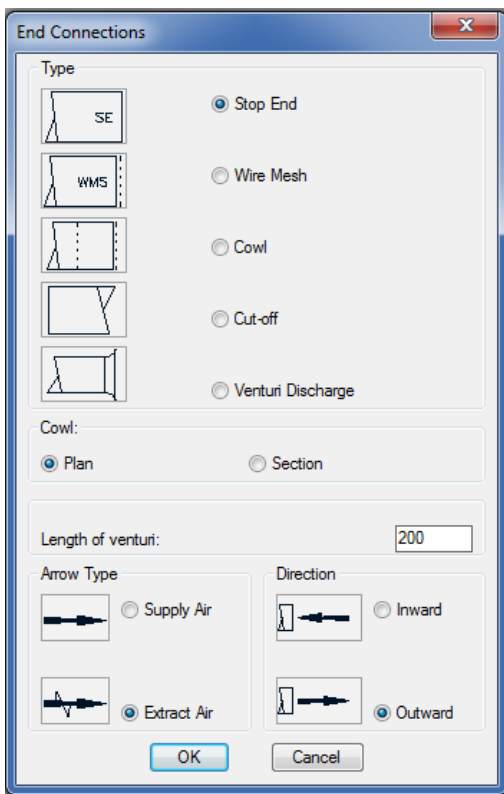 End Connections
Type
SE
Stop End
WMS
Wire Mesh
Cowl
Cut-off
Venturi Discharge
Cowl:
Plan
Section
Length of venturi:
200
Arrow Type
Direction
Supply Air
Inward
Extract Air
Outward
OK
Cancel